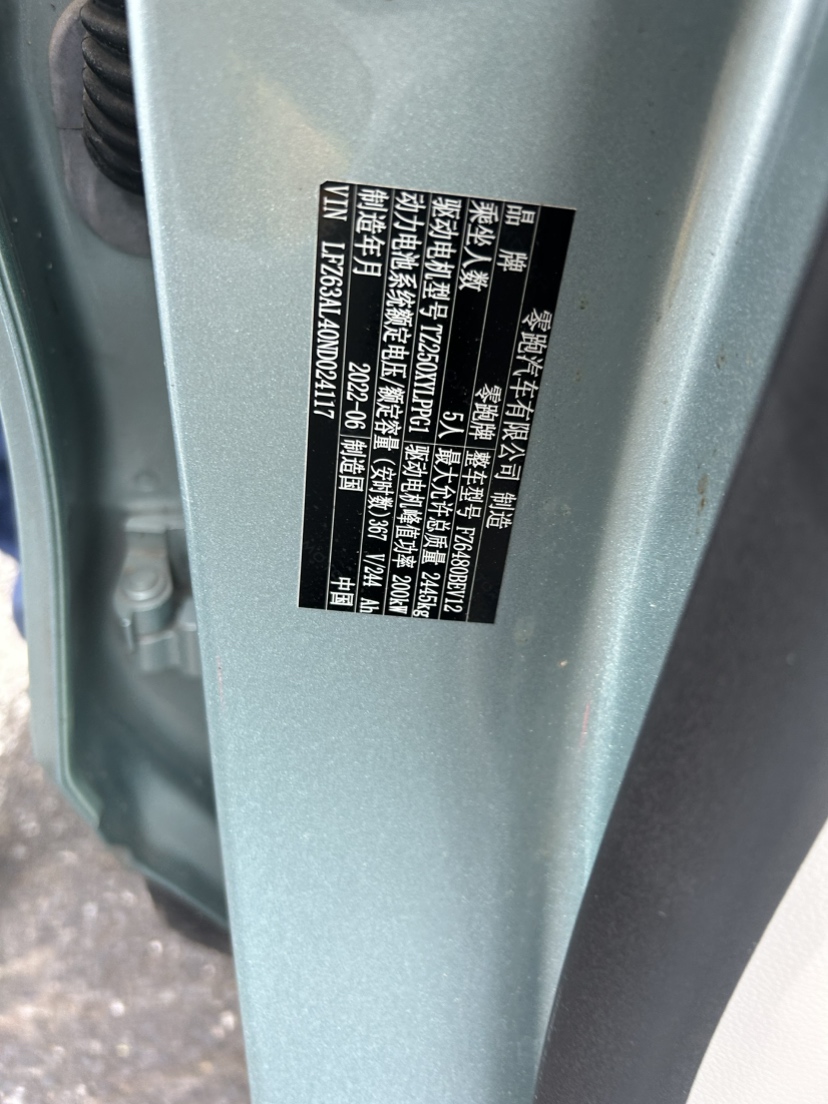 零跑汽车有限公司 制造
品牌 零跑牌 整车型号 FZ6480BEV12
乘坐人数 5人 最大允许总质量 2445kg
驱动电机型号 TZ250XYLPPG1 驱动电机峰值功率 200kW
动力电池系统额定电压/额定容量(安时数)367 V/244 Ah
制造年月 2022-06 制造国 中国
VIN LFZ63AL40ND024117